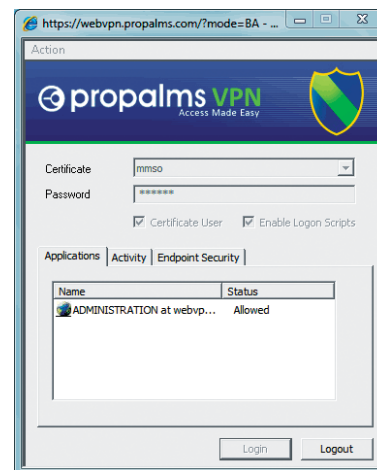 https://webvpn.propalms.com/?mode=BA - ...
Action
propalms VPN
Access Made Easy
Certificate mmso
Password ******
Certificate User Enable Logon Scripts
Applications Activity Endpoint Security
Name Status
ADMINISTRATION at webvp... Allowed
Login Logout